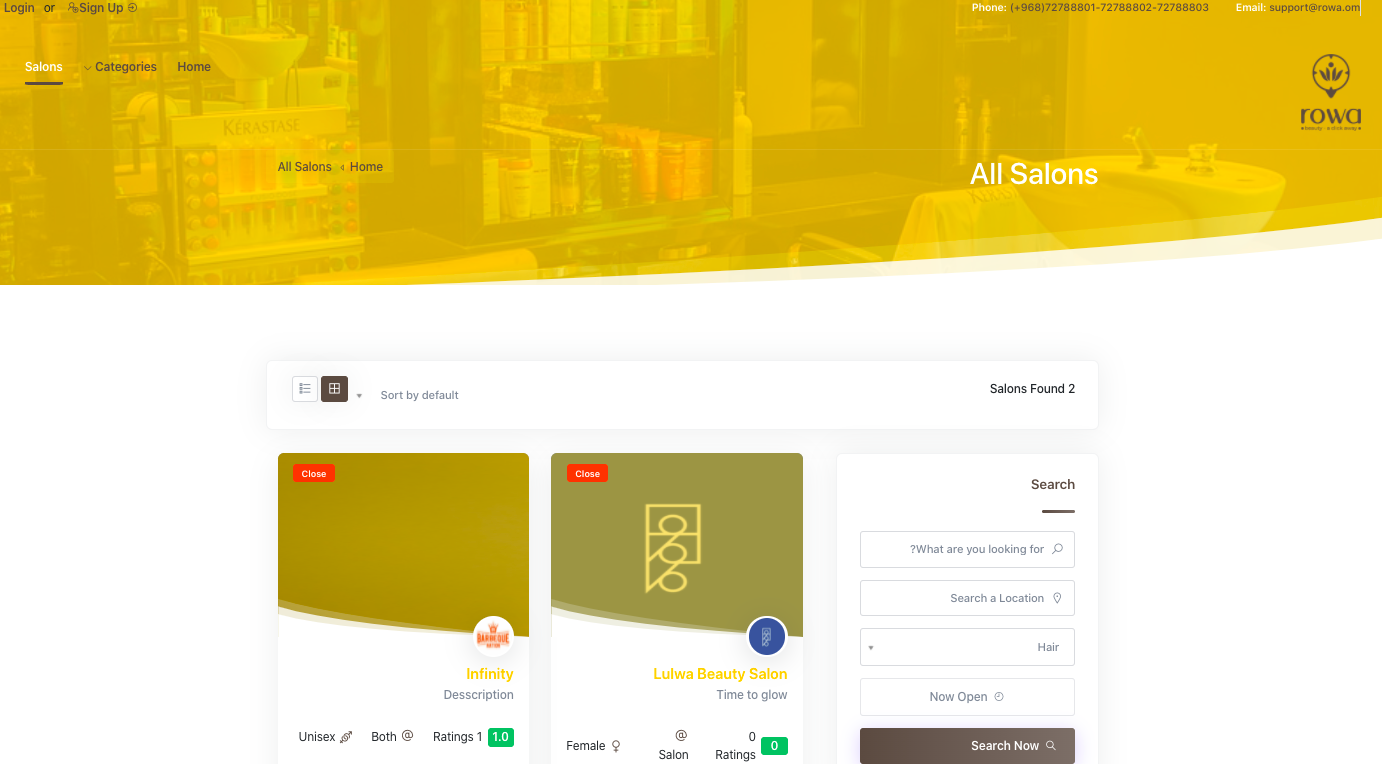 Login or Sign Up
Phone: (+968)72788801-72788802-72788803 Email: support@rowa.om
Salons Categories Home
rowa
KÉRASTASE
All Salons Home
All Salons
Sort by default
Salons Found 2
Close
Close
Search
?What are you looking for
Search a Location
Hair
Now Open
Search Now
BARBEQUE
Infinity
Desscription
Unisex Both @ Ratings 1 1.0
Lulwa Beauty Salon
Time to glow
Female @ Salon 0 Ratings 0